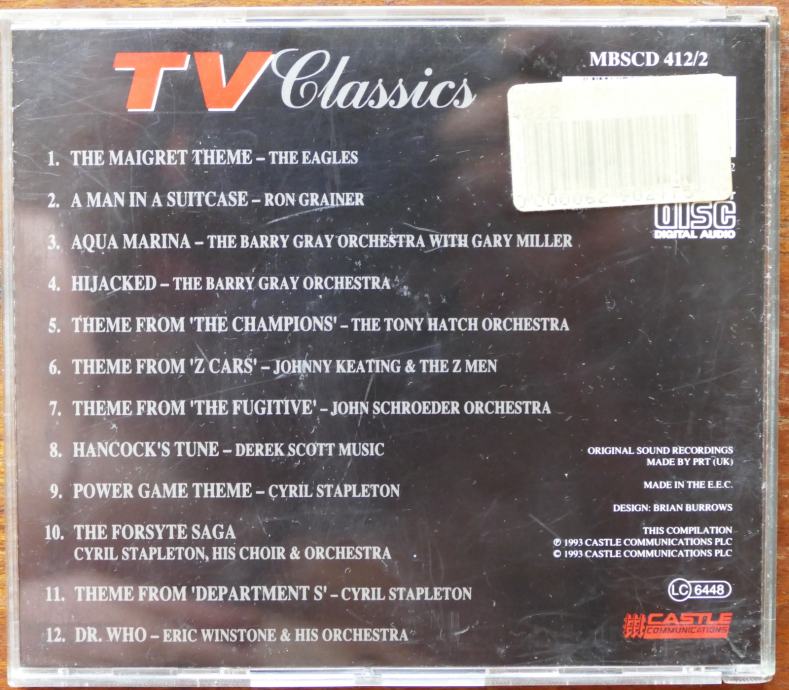 TV Classics
MBSCD 412/2
1. THE MAIGRET THEME – THE EAGLES
2. A MAN IN A SUITCASE – RON GRAINER
DISC
DIGITAL AUDIO
3. AQUA MARINA – THE BARRY GRAY ORCHESTRA WITH GARY MILLER
4. HIJACKED – THE BARRY GRAY ORCHESTRA
5. THEME FROM 'THE CHAMPIONS' – THE TONY HATCH ORCHESTRA
6. THEME FROM 'Z CARS' – JOHNNY KEATING & THE Z MEN
7. THEME FROM 'THE FUGITIVE' – JOHN SCHROEDER ORCHESTRA
8. HANCOCK'S TUNE – DEREK SCOTT MUSIC
9. POWER GAME THEME – CYRIL STAPLETON
10. THE FORSYTE SAGA
CYRIL STAPLETON, HIS CHOIR & ORCHESTRA
11. THEME FROM 'DEPARTMENT S' – CYRIL STAPLETON
12. DR. WHO – ERIC WINSTONE & HIS ORCHESTRA
ORIGINAL SOUND RECORDINGS
MADE BY PRT (UK)
MADE IN THE E.E.C.
DESIGN: BRIAN BURROWS
THIS COMPILATION
℗ 1993 CASTLE COMMUNICATIONS PLC
© 1993 CASTLE COMMUNICATIONS PLC
LC 6448
CASTLE
COMMUNICATIONS